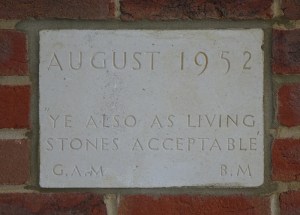 AUGUST 1952
YE ALSO AS LIVING
STONES ACCEPTABLE
G.A.M R.M